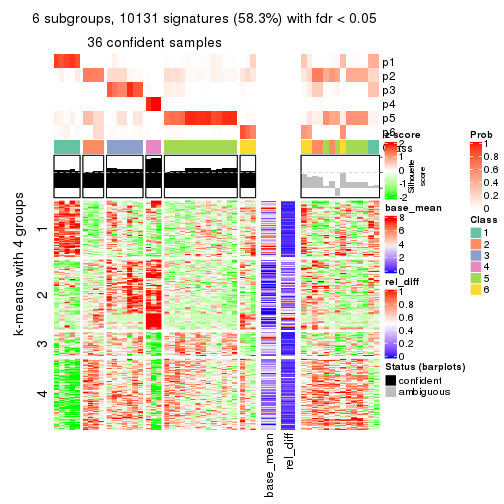 6 subgroups, 10131 signatures (58.3%) with fdr < 0.05
36 confident samples
p1
p2
p3
p4
p5
p6
Class
Silhouette
score
k-means with 4 groups
1
2
3
4
base_mean
rel_diff
z-score
2
1
0
-1
-2
base_mean
8
6
4
2
0
rel_diff
1
0.8
0.6
0.4
0.2
0
Status (barplots)
confident
ambiguous
Prob
1
0.8
0.6
0.4
0.2
0
Class
1
2
3
4
5
6